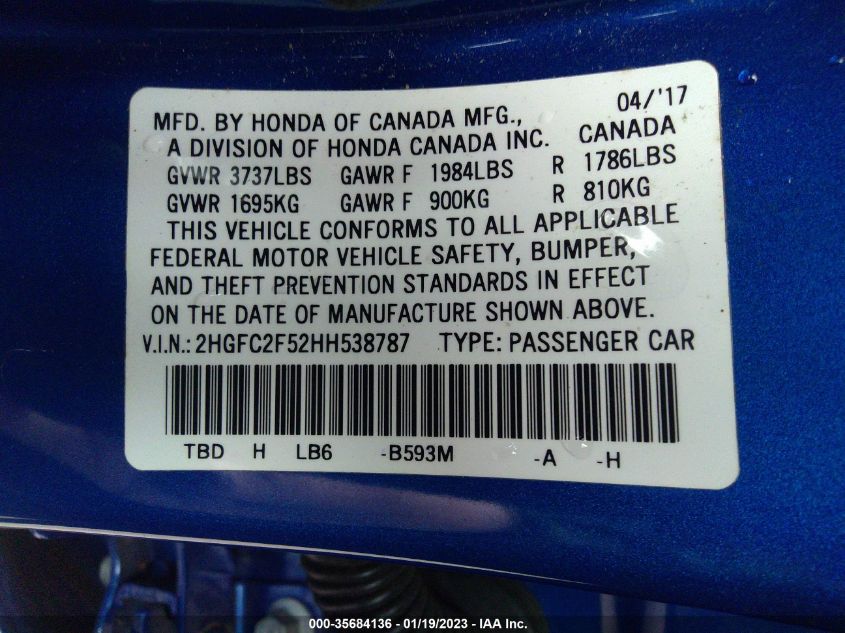 04/'17
MFD. BY HONDA OF CANADA MFG.,
A DIVISION OF HONDA CANADA INC. CANADA
GVWR 3737LBS GAWR F 1984LBS R 1786LBS
GVWR 1695KG GAWR F 900KG R 810KG
THIS VEHICLE CONFORMS TO ALL APPLICABLE
FEDERAL MOTOR VEHICLE SAFETY, BUMPER,
AND THEFT PREVENTION STANDARDS IN EFFECT
ON THE DATE OF MANUFACTURE SHOWN ABOVE.
V.I.N.: 2HGFC2F52HH538787 TYPE: PASSENGER CAR
TBD H LB6 -B593M -A -H
000-35684136 - 01/19/2023 - IAA Inc.